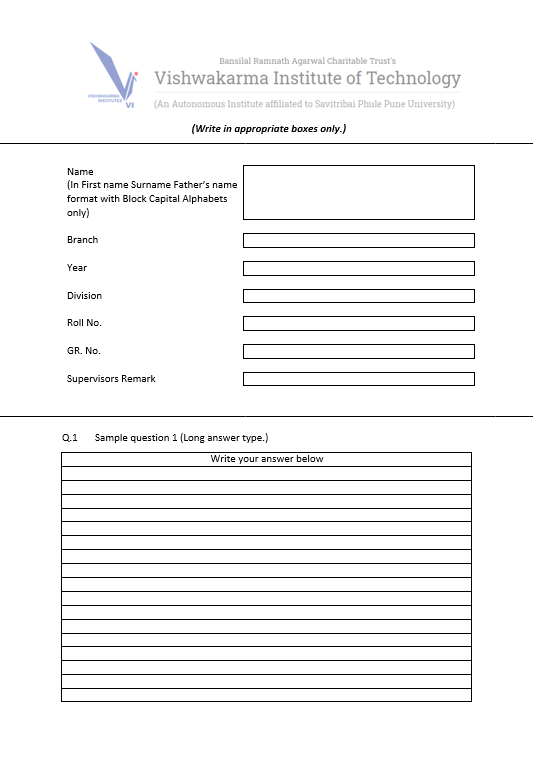 VISHWAKARMA
INSTITUTES
VI
Bansilal Ramnath Agarwal Charitable Trust's
Vishwakarma Institute of Technology
(An Autonomous Institute affiliated to Savitribai Phule Pune University)
(Write in appropriate boxes only.)
Name
(In First name Surname Father's name
format with Block Capital Alphabets
only)
Branch
Year
Division
Roll No.
GR. No.
Supervisors Remark
Q.1 Sample question 1 (Long answer type.)
Write your answer below